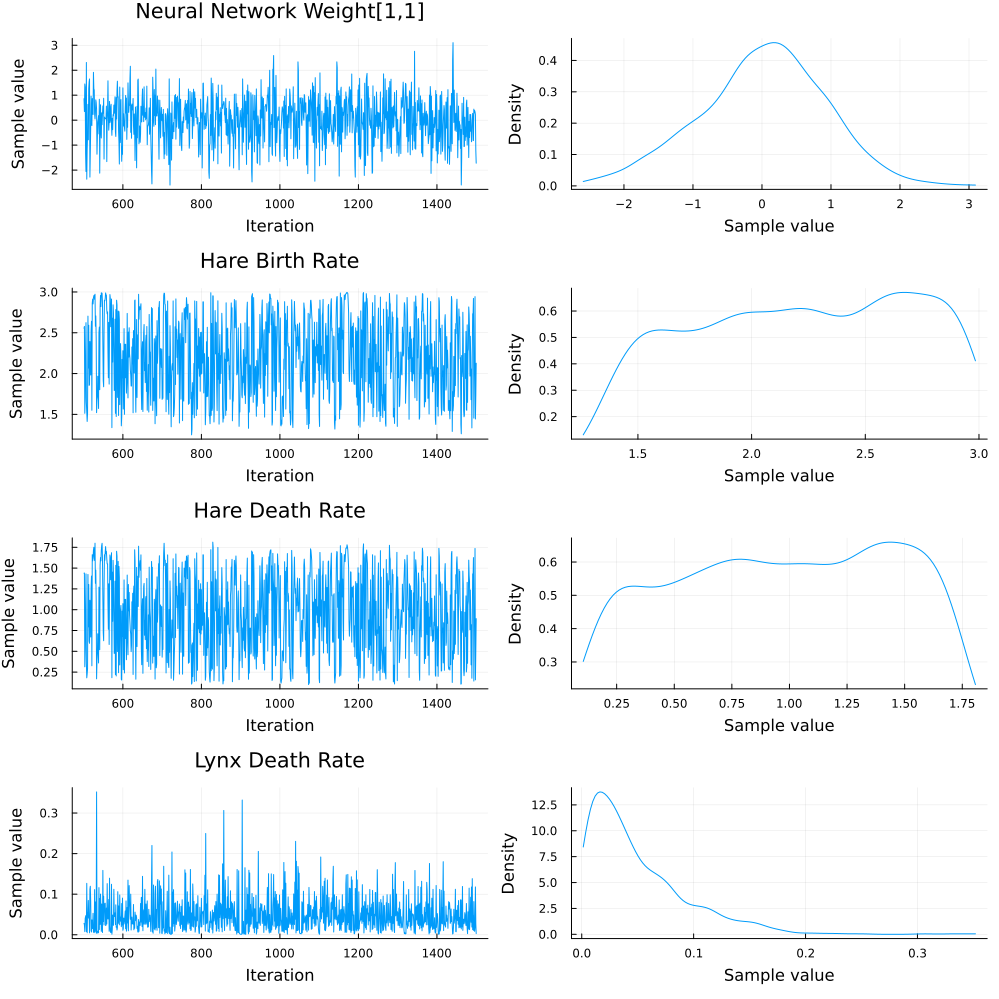 Neural Network Weight[1,1]
Sample value
3
2
1
0
−1
−2
600 800 1000 1200 1400
Iteration
Density
0.4
0.3
0.2
0.1
0.0
−2 −1 0 1 2 3
Sample value
Hare Birth Rate
Sample value
3.0
2.5
2.0
1.5
600 800 1000 1200 1400
Iteration
Density
0.6
0.5
0.4
0.3
0.2
1.5 2.0 2.5 3.0
Sample value
Hare Death Rate
Sample value
1.75
1.50
1.25
1.00
0.75
0.50
0.25
600 800 1000 1200 1400
Iteration
Density
0.6
0.5
0.4
0.3
0.25 0.50 0.75 1.00 1.25 1.50 1.75
Sample value
Lynx Death Rate
Sample value
0.3
0.2
0.1
0.0
600 800 1000 1200 1400
Iteration
Density
12.5
10.0
7.5
5.0
2.5
0.0
0.0 0.1 0.2 0.3
Sample value